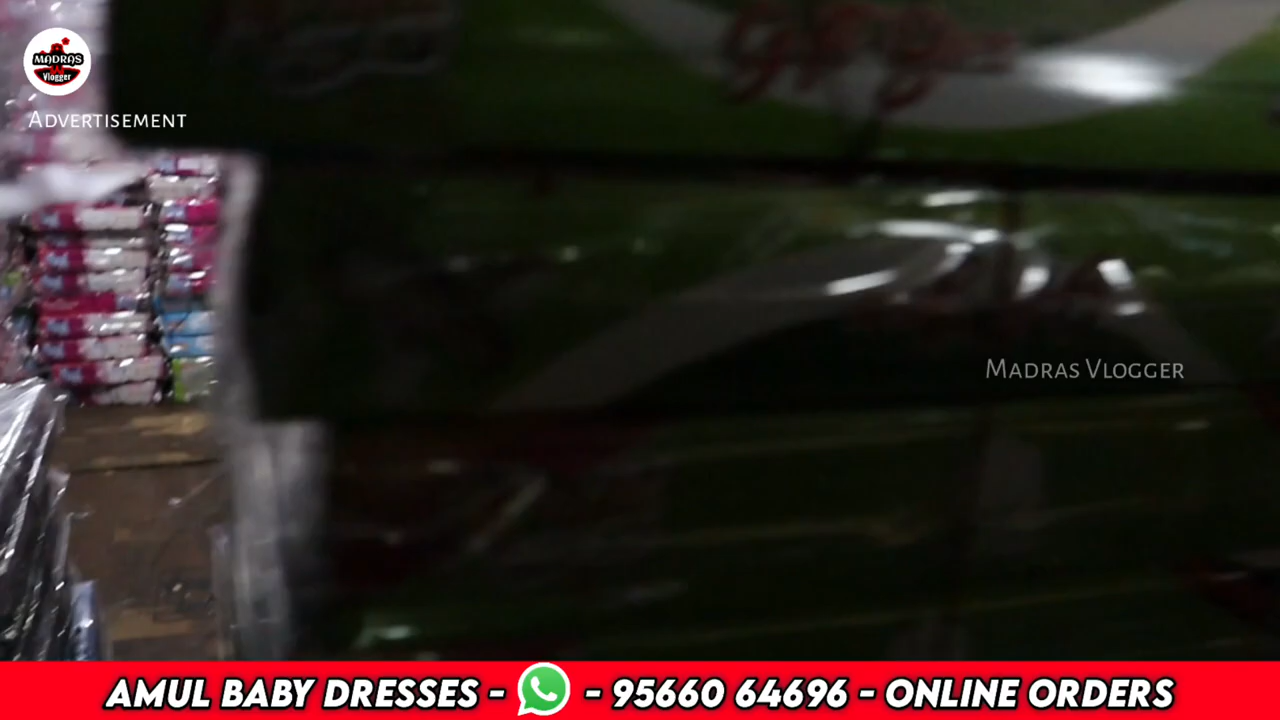 MADRAS
Vlogger
ADVERTISEMENT
MADRAS VLOGGER
AMUL BABY DRESSES - - 95660 64696 - ONLINE ORDERS